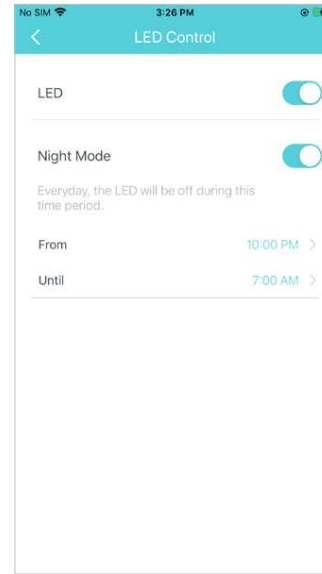 No SIM 3:26 PM
LED Control
LED
Night Mode
Everyday, the LED will be off during this
time period.
From 10:00 PM
Until 7:00 AM